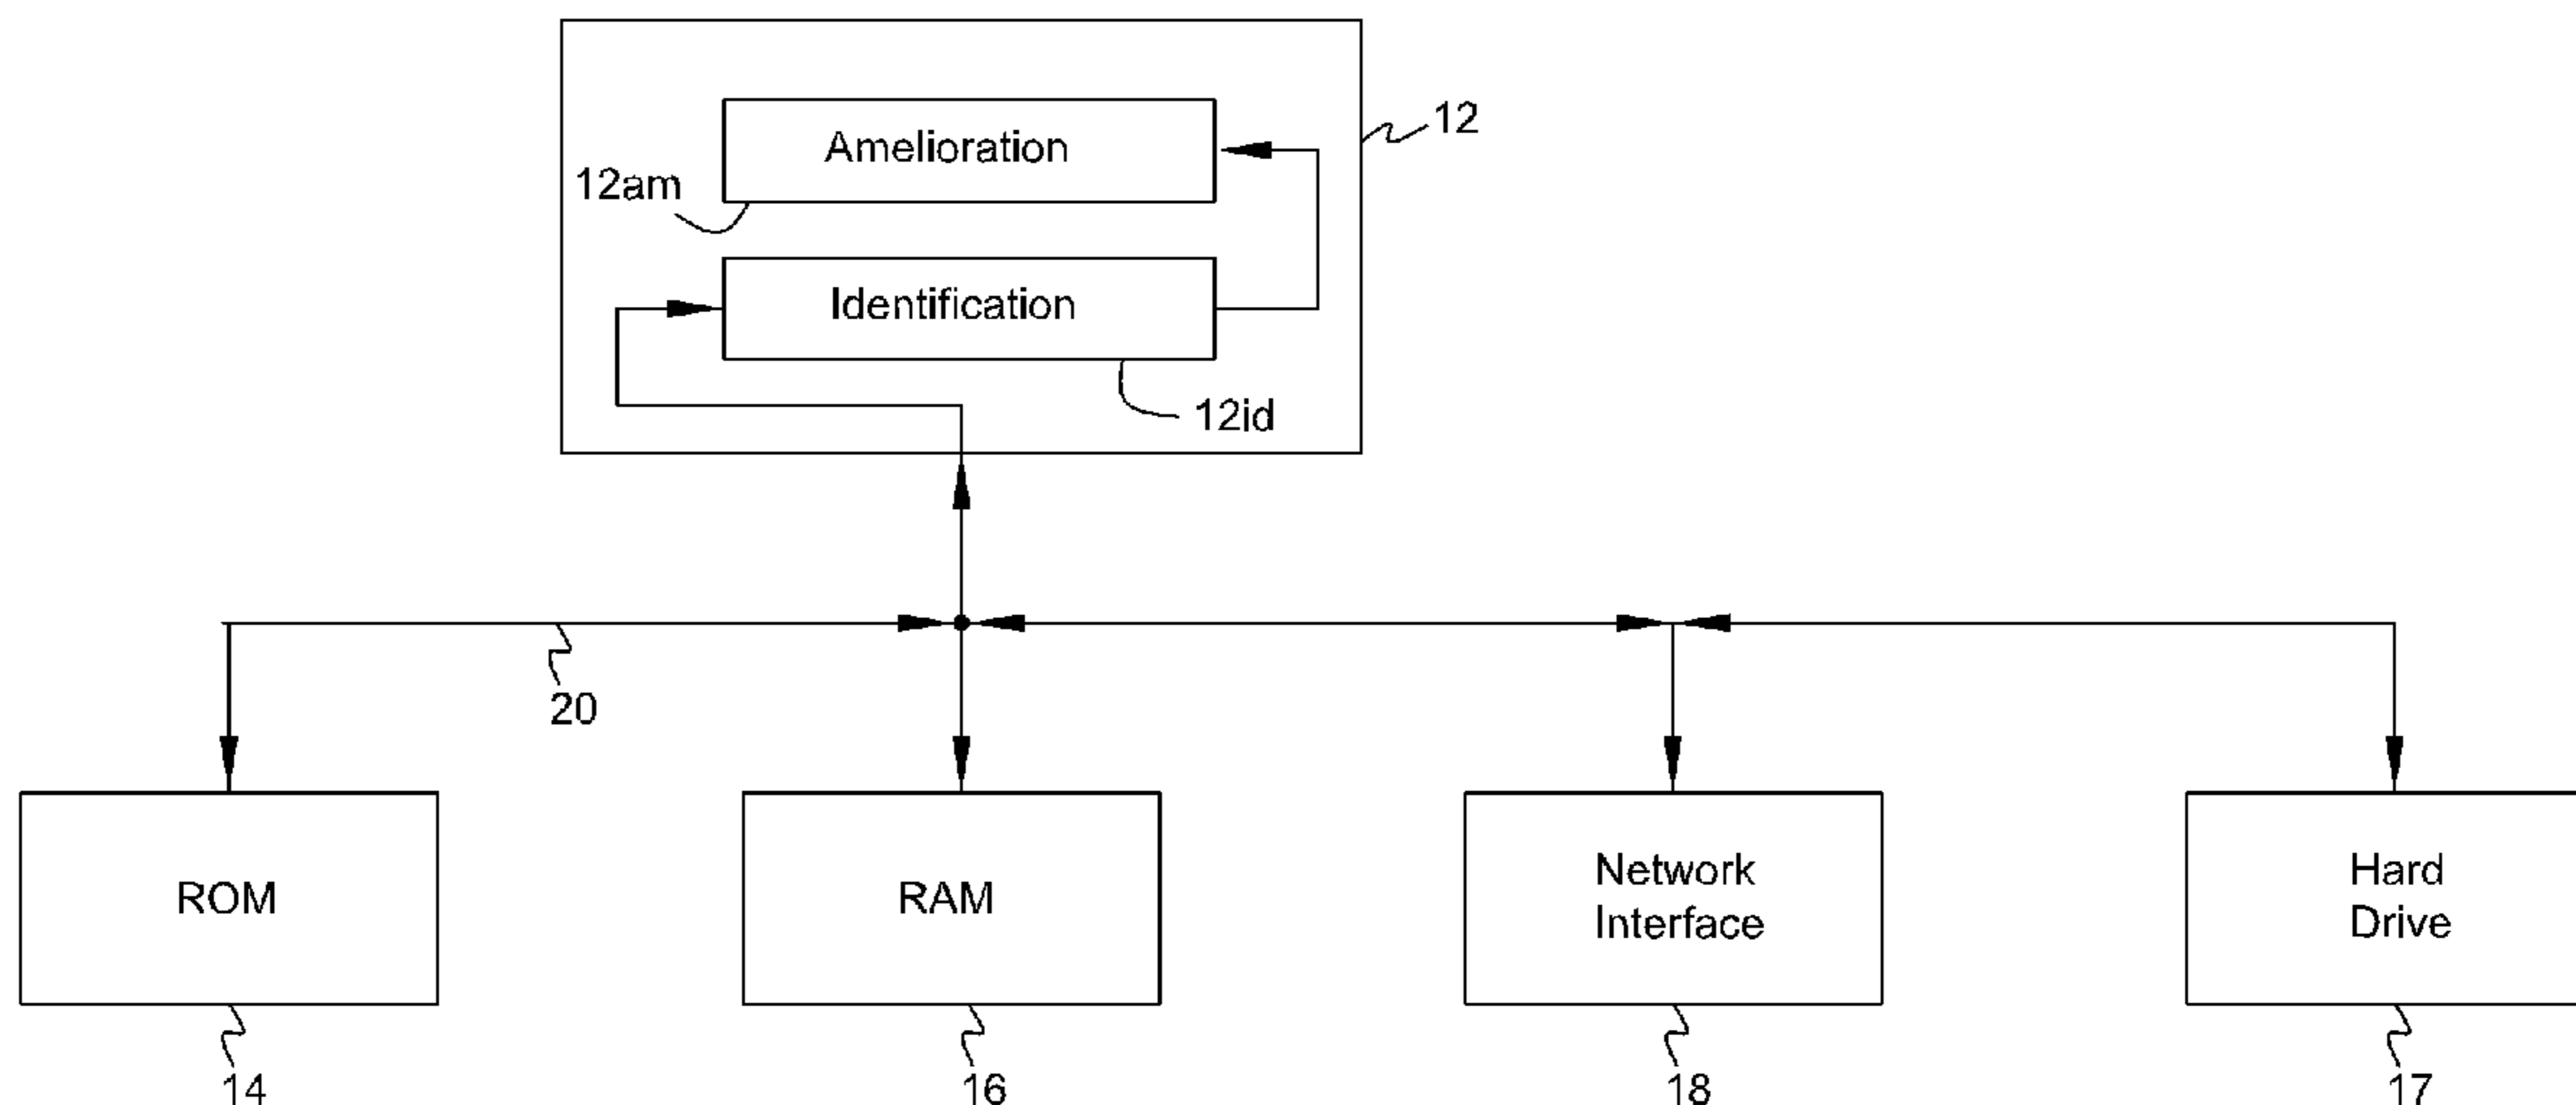 Amelioration
12
12am
Identification
12id
20
ROM
RAM
Network
Interface
Hard
Drive
14
16
18
17